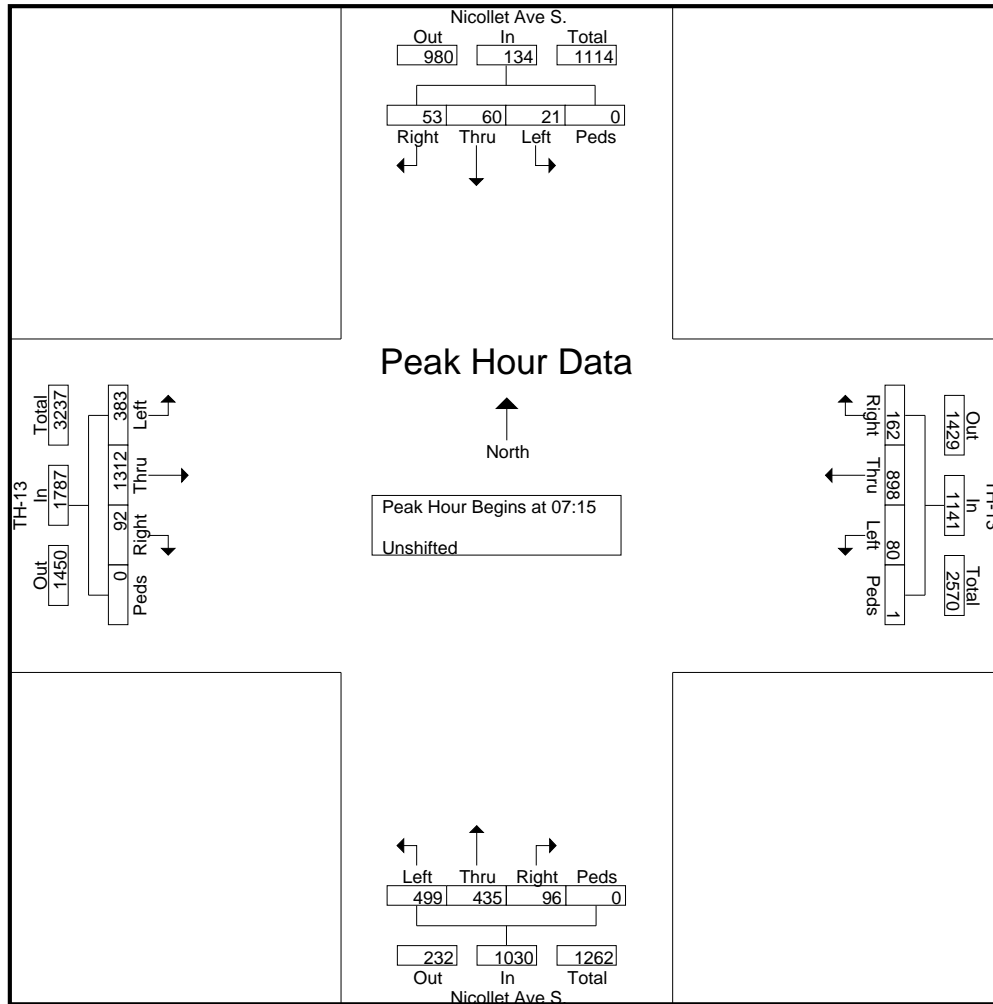 Nicollet Ave S.
Out In Total
980 134 1114
53 60 21 0
Right Thru Left Peds
Peak Hour Data
North
Peak Hour Begins at 07:15
Unshifted
TH-13
Total In Out
3237 1787 1450
383 1312 92 0
Left Thru Right Peds
Right Thru Left Peds
162 898 80 1
1429 1141 2570
Out In Total
Left Thru Right Peds
499 435 96 0
232 1030 1262
Out In Total
Nicollet Ave S.